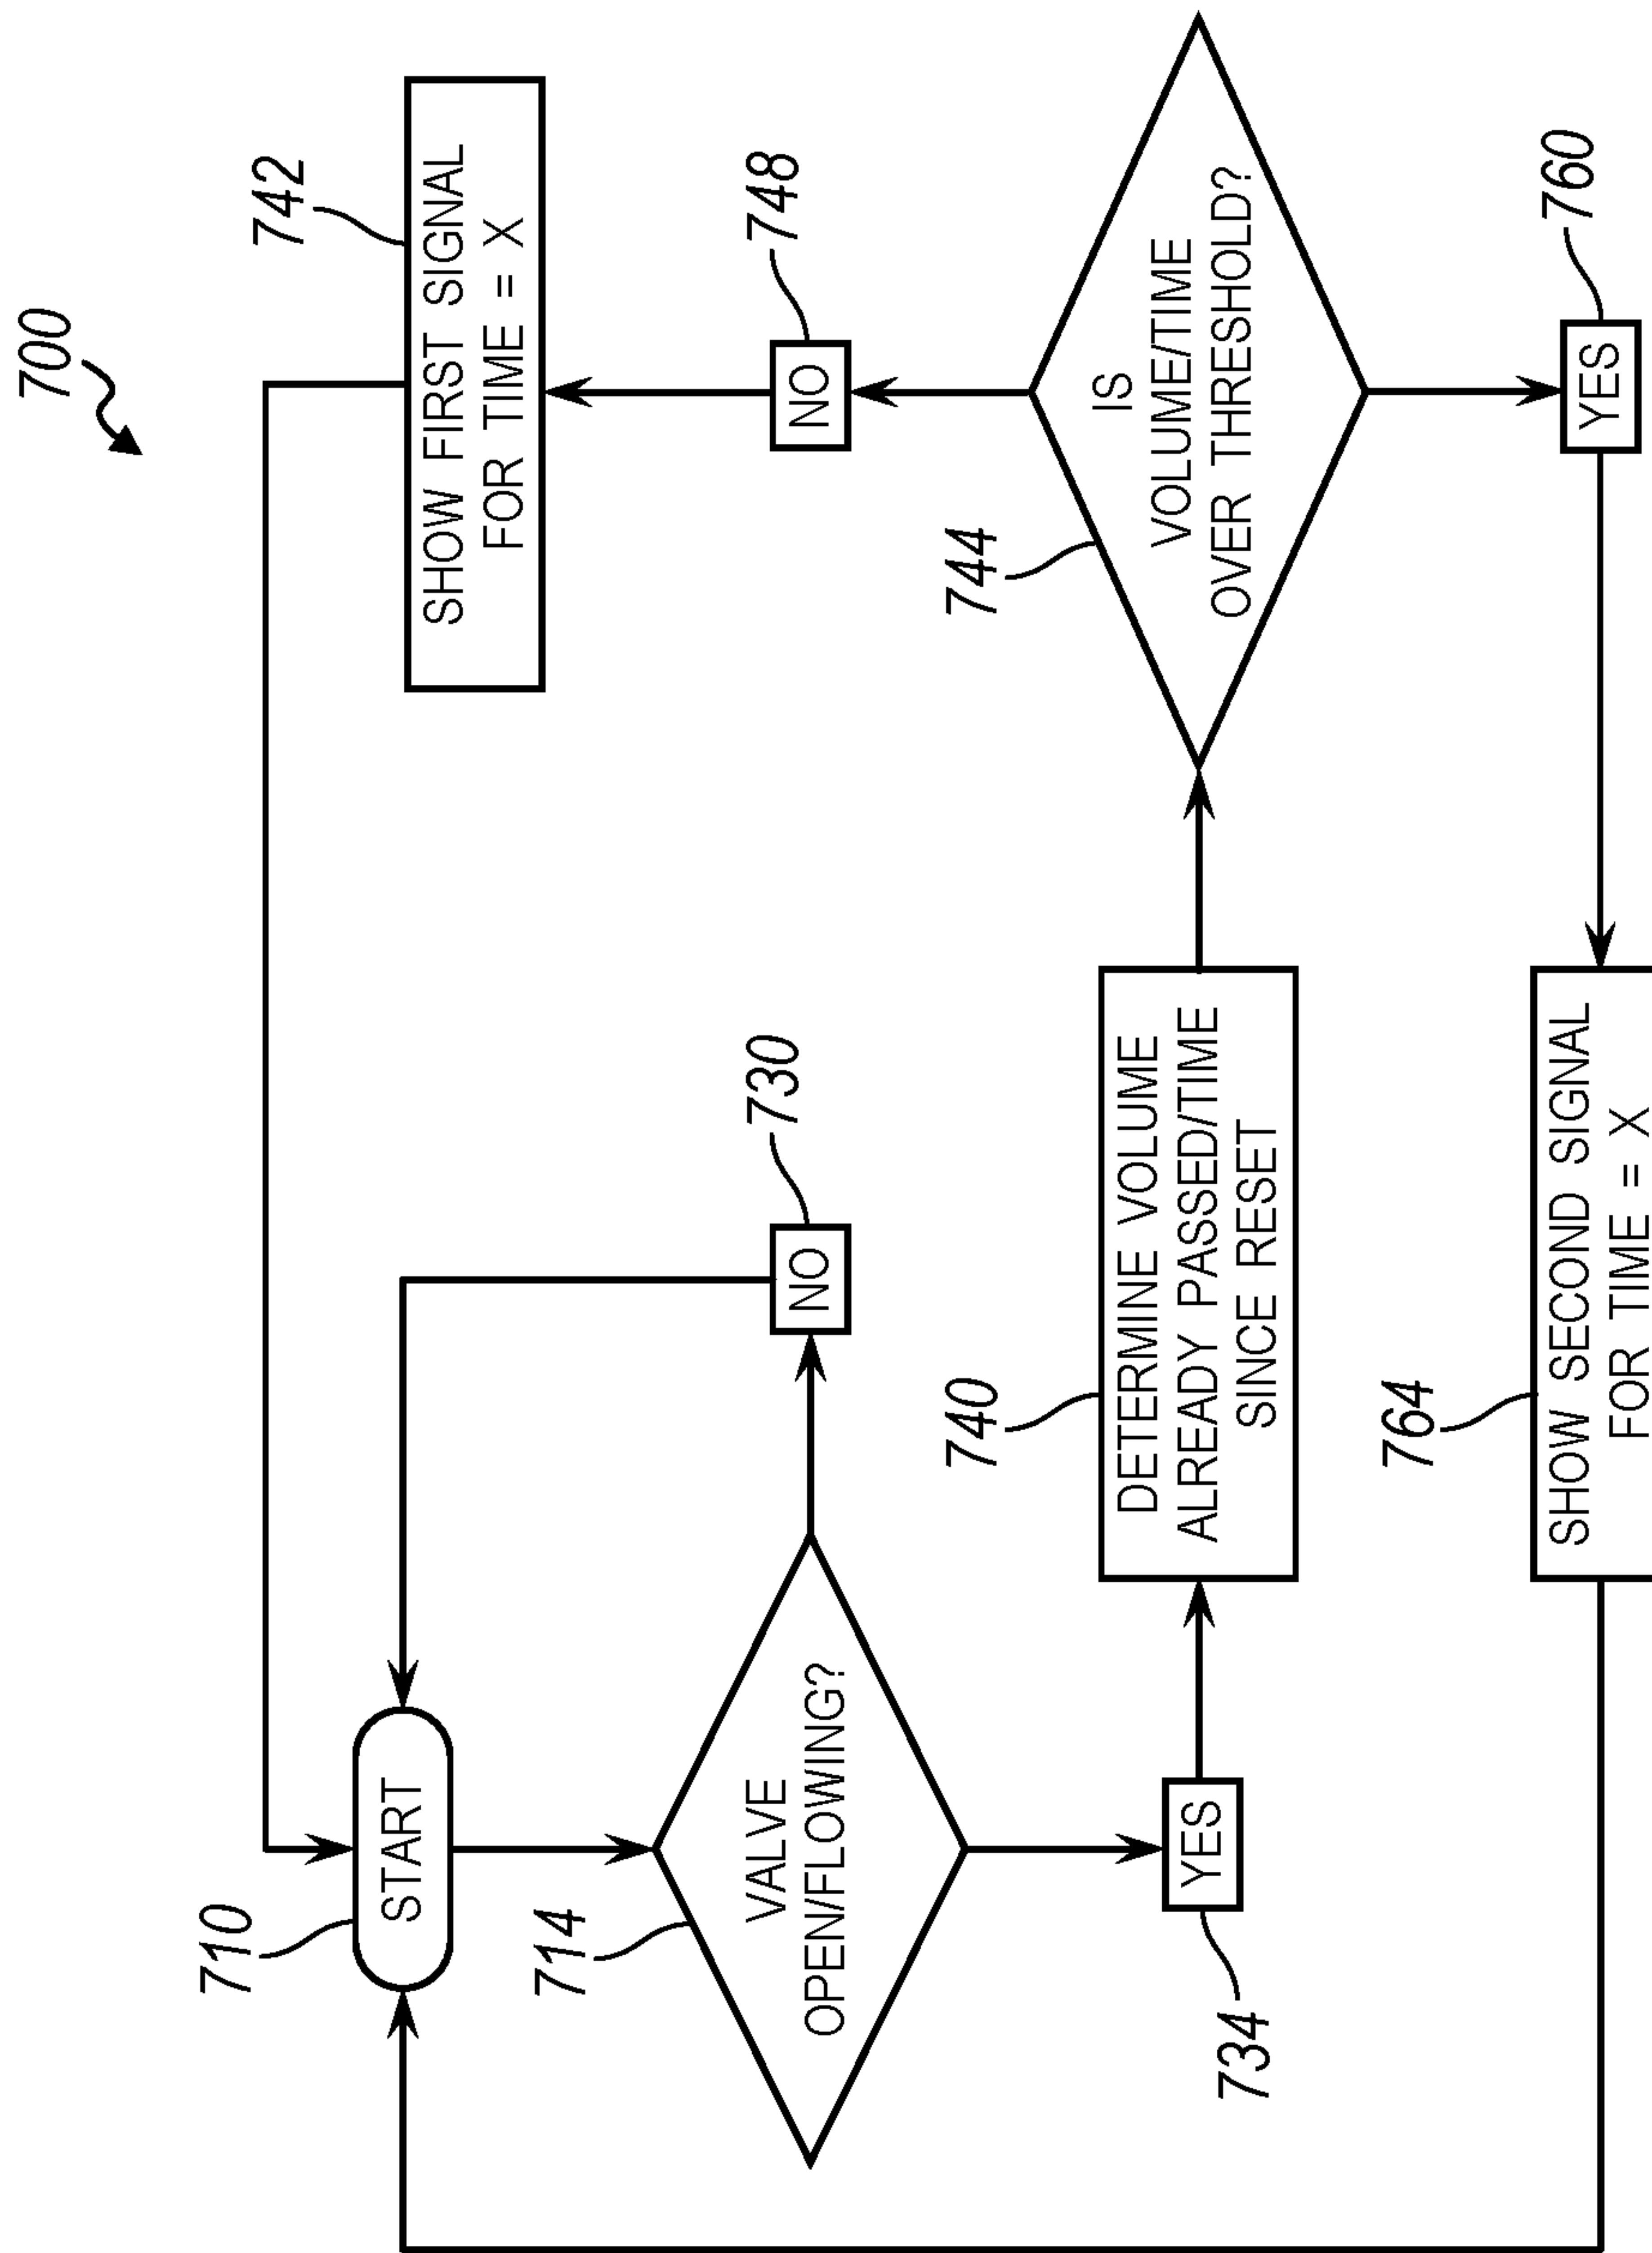 700
742
SHOW FIRST SIGNAL
FOR TIME = X
710
START
730
NO
748
NO
714
VALVE
OPEN/FLOWING?
740
DETERMINE VOLUME
ALREADY PASSED/TIME
SINCE RESET
744
IS
VOLUME/TIME
OVER THRESHOLD?
734
YES
760
YES
764
SHOW SECOND SIGNAL
FOR TIME = X